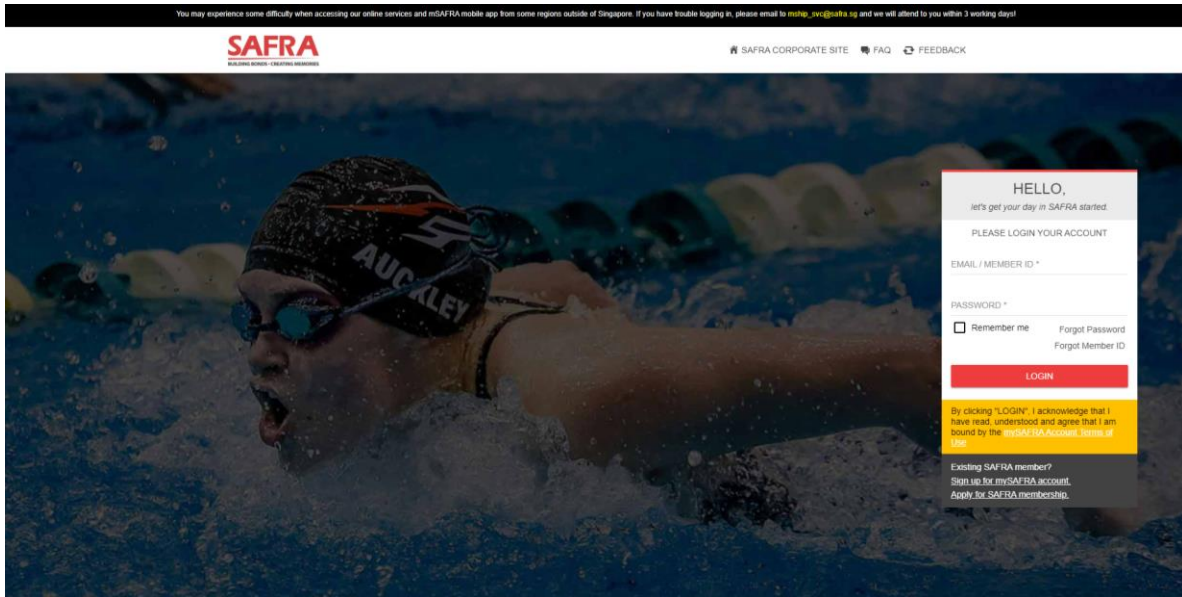 You may experience some difficulty when accessing our online services and mSAFRA mobile app from some regions outside of Singapore. If you have trouble logging in, please email to mship_svc@safra.sg and we will attend to you within 3 working days!
SAFRA
BUILDING BONDS • CREATING MEMORIES
SAFRA CORPORATE SITE FAQ FEEDBACK
AUCKLEY
HELLO,
let's get your day in SAFRA started.
PLEASE LOGIN YOUR ACCOUNT
EMAIL / MEMBER ID *
PASSWORD *
Remember me Forgot Password
Forgot Member ID
LOGIN
By clicking "LOGIN", I acknowledge that I
have read, understood and agree that I am
bound by the mySAFRA Account Terms of
Use
Existing SAFRA member?
Sign up for mySAFRA account.
Apply for SAFRA membership.